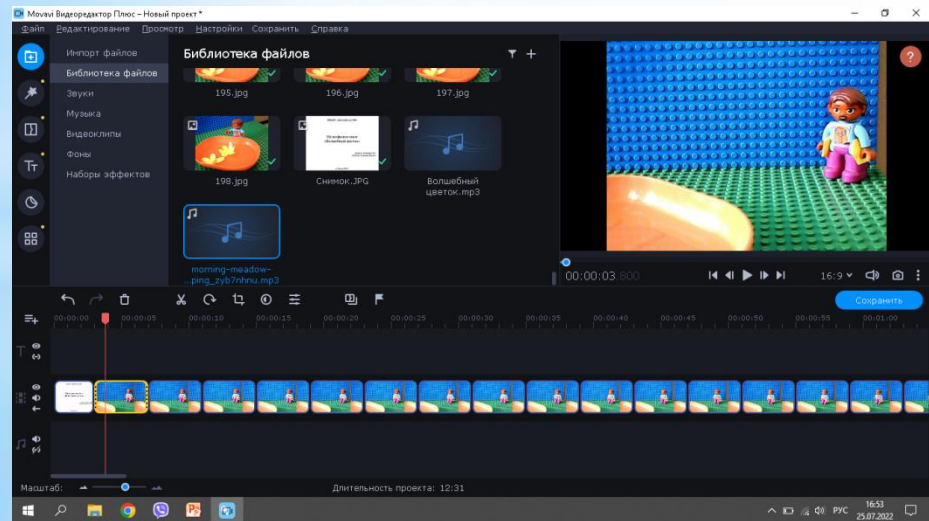 Movavi Видеоредактор Плюс – Новый проект *
Файл Редактирование Просмотр Настройки Сохранить Справка
Импорт файлов
Библиотека файлов
Звуки
Музыка
Видеоклипы
Фоны
Наборы эффектов
Библиотека файлов
195.jpg 196.jpg 197.jpg
198.jpg Снимок.JPG Волшебный
цветок.mp3
morning-meadow-
...ping_zyb7nhnu.mp3
?
00:00:03.800
16:9
Сохранить
00:00:00 00:00:05 00:00:10 00:00:15 00:00:20 00:00:25 00:00:30 00:00:35 00:00:40 00:00:45 00:00:50 00:00:55 00:01:00
Масштаб:
Длительность проекта: 12:31
РУС
16:53
25.07.2022